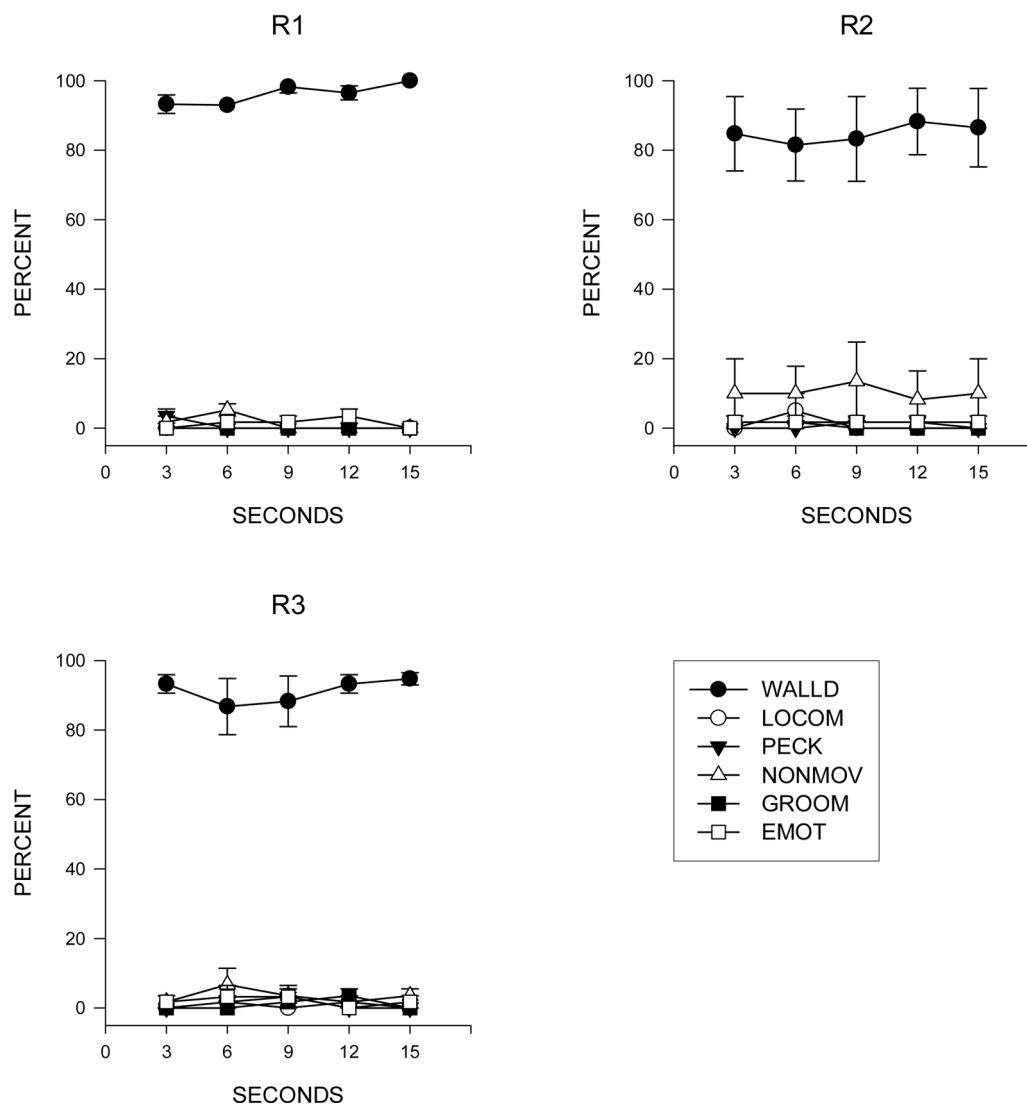 R1
100
80
60
40
20
0
PERCENT
0 3 6 9 12 15
SECONDS
R2
100
80
60
40
20
0
PERCENT
0 3 6 9 12 15
SECONDS
R3
100
80
60
40
20
0
PERCENT
0 3 6 9 12 15
SECONDS
WALLD
LOCOM
PECK
NONMOV
GROOM
EMOT